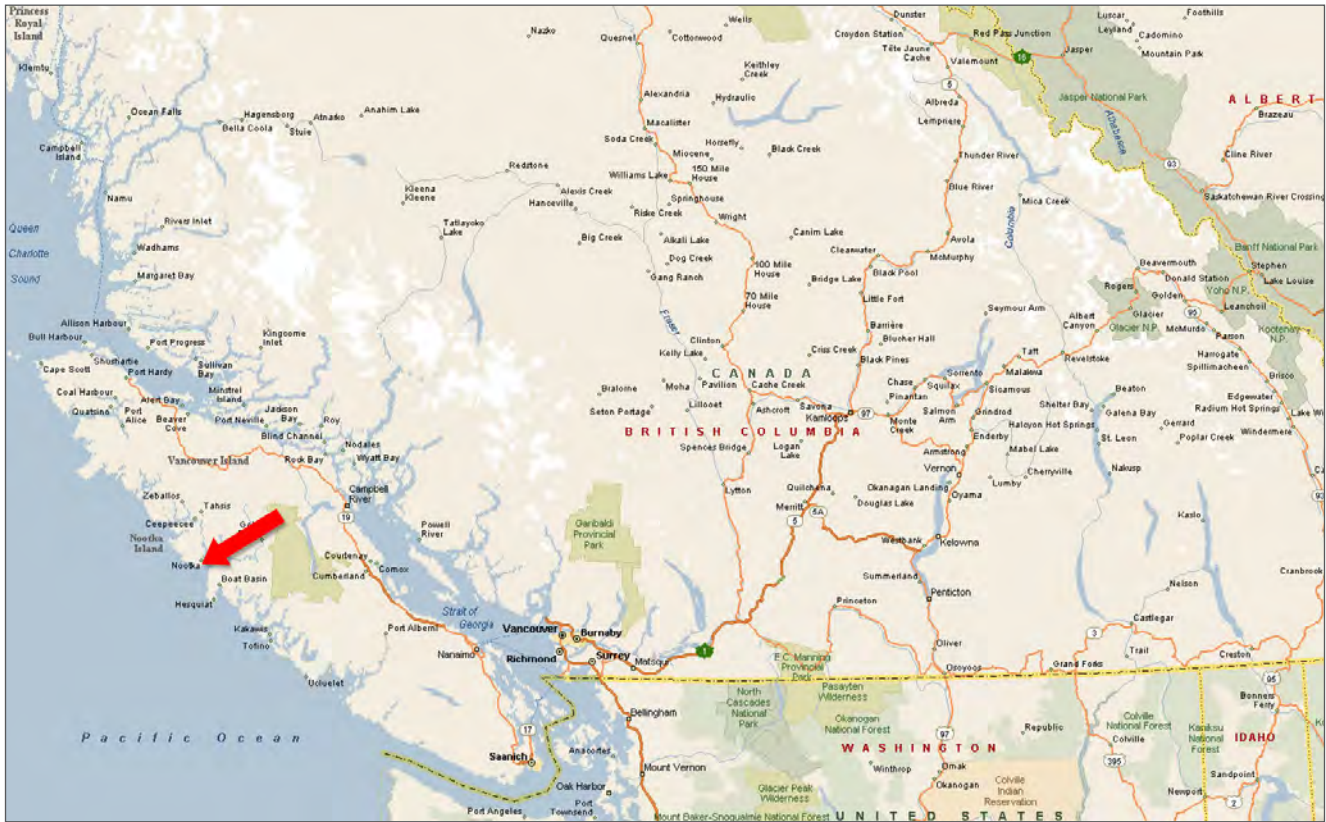 Princess
Royal
Island
Klemtu
Nazko
Quesnel
Wells
Cottonwood
Dunster
Croydon Station
Red Pass Junction
Tête Jaune
Cache
Valemount
16
Jasper
Luscar
Leyland
Foothills
Cadomino
Mountain Park
Keithley
Creek
Ocean Falls
Hagensborg
Bella Coola
Stuie
Atnarko
Anahim Lake
Alexandria
Hydraulic
5
Albreda
Lempriere
Jasper National Park
Athabasca
ALBERT
Brazeau
Macalister
Soda Creek
Horsefly
Miocene
Black Creek
Campbell
Island
Redstone
Williams Lake
150 Mile
House
Thunder River
93
Cline River
Namu
Kleena
Kleene
Alexis Creek
Hanceville
Springhouse
Riske Creek
Wright
Blue River
Mica Creek
Saskatchewan River Crossing
Queen
Charlotte
Sound
Rivers Inlet
Tatlayoko
Lake
Big Creek
Alkali Lake
Canim Lake
Clearwater
Avola
McMurphy
Columbia
Wadhams
Dog Creek
Banff National Park
Margaret Bay
Gang Ranch
100 Mile
House
Bridge Lake
Black Pool
Beavermouth
Donald Station
Stephen
Yoho N.P.
Lake Louise
70 Mile
House
Little Fort
Rogers
Golden
Leanchoil
Seymour Arm
Albert
Canyon
Glacier
Glacier N.P.
95
McMurdo
Parson
Kootenay
N.P.
Allison Harbour
Bull Harbour
Port Progress
Kingcome
Inlet
Fraser
Clinton
Kelly Lake
Barrière
Blucher Hall
Criss Creek
Black Pines
Taft
Malakwa
Revelstoke
Harrogate
Spillimacheen
Brisco
Cape Scott
Shushartie
Port Hardy
Sullivan
Bay
CANADA
Coal Harbour
Alert Bay
Minstrel
Island
Bralorne
Moha
Pavilion
Cache Creek
Chase
Pinantan
Squilax
Sorrento
Sicamous
Beaton
Edgewater
Radium Hot Springs
Quatsino
Port
Alice
Beaver
Cove
Port Neville
Jackson
Bay
Roy
Seton Portage
Lillooet
Ashcroft
Savona
Kamloops
97
Monte
Creek
Salmon
Arm
Grindrod
Shelter Bay
Galena Bay
Lake Wi
Windermere
BRITISH COLUMBIA
Halcyon Hot Springs
Gerrard
Poplar Creek
Blind Channel
Nodales
Wyatt Bay
Spences Bridge
Logan
Lake
Enderby
Armstrong
Mabel Lake
St. Leon
Vancouver Island
Rock Bay
Vernon
Cherryville
Lumby
Nakusp
Zeballos
Tahsis
Campbell
River
Lytton
Quilchena
Okanagan Landing
Douglas Lake
Oyama
Ceepeecee
19
Powell
River
Garibaldi
Provincial
Park
Merritt
5
5A
Kaslo
93
Nootka
Island
Nootka
Courtenay
Comox
Cumberland
Westbank
Kelowna
Boat Basin
Hesquiat
Summerland
Penticton
Nelson
Cranbrook
Strait of
Georgia
Princeton
Castlegar
Kakawis
Tofino
Port Alberni
Vancouver
Burnaby
Oliver
3
Trail
Nanaimo
Richmond
Surrey
Matsqui
1
E.C. Manning
Provincial
Park
Osoyoos
Grand Forks
Creston
Ucluelet
North
Cascades
National
Park
Pasayten
Wilderness
95
Bonners
Ferry
Pacific Ocean
17
Bellingham
Okanogan
National Forest
97
Republic
Colville
National Forest
Colville
Kaniksu
National
Forest
IDAHO
WASHINGTON
395
Saanich
Anacortes
Mount Vernon
Winthrop
Omak
Okanogan
Sandpoint
Oak Harbor
Glacier Peak
Wilderness
Colville
Indian
Reservation
Newport
2
Port Angeles
Port
Townsend
Mount Baker-Snoqualmie National Forest
UNITED STATES